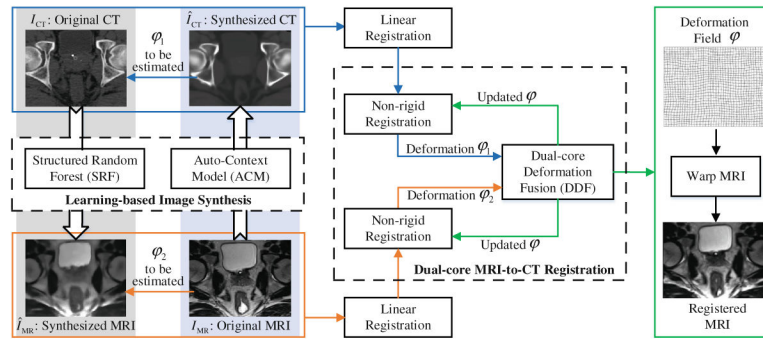 I_CT: Original CT
Î_CT: Synthesized CT
φ₁
to be
estimated
Linear
Registration
Deformation
Field φ
Non-rigid
Registration
Updated φ
Deformation φ₁
Structured Random
Forest (SRF)
Auto-Context
Model (ACM)
Learning-based Image Synthesis
Dual-core
Deformation
Fusion (DDF)
Warp MRI
Deformation φ₂
Non-rigid
Registration
Updated φ
Dual-core MRI-to-CT Registration
φ₂
to be
estimated
Î_MR: Synthesized MRI
I_MR: Original MRI
Linear
Registration
Registered
MRI